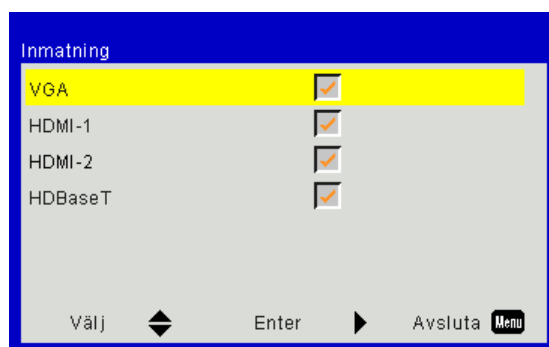 Inmatning
VGA
HDMI-1
HDMI-2
HDBaseT
Välj Enter Avsluta Menu